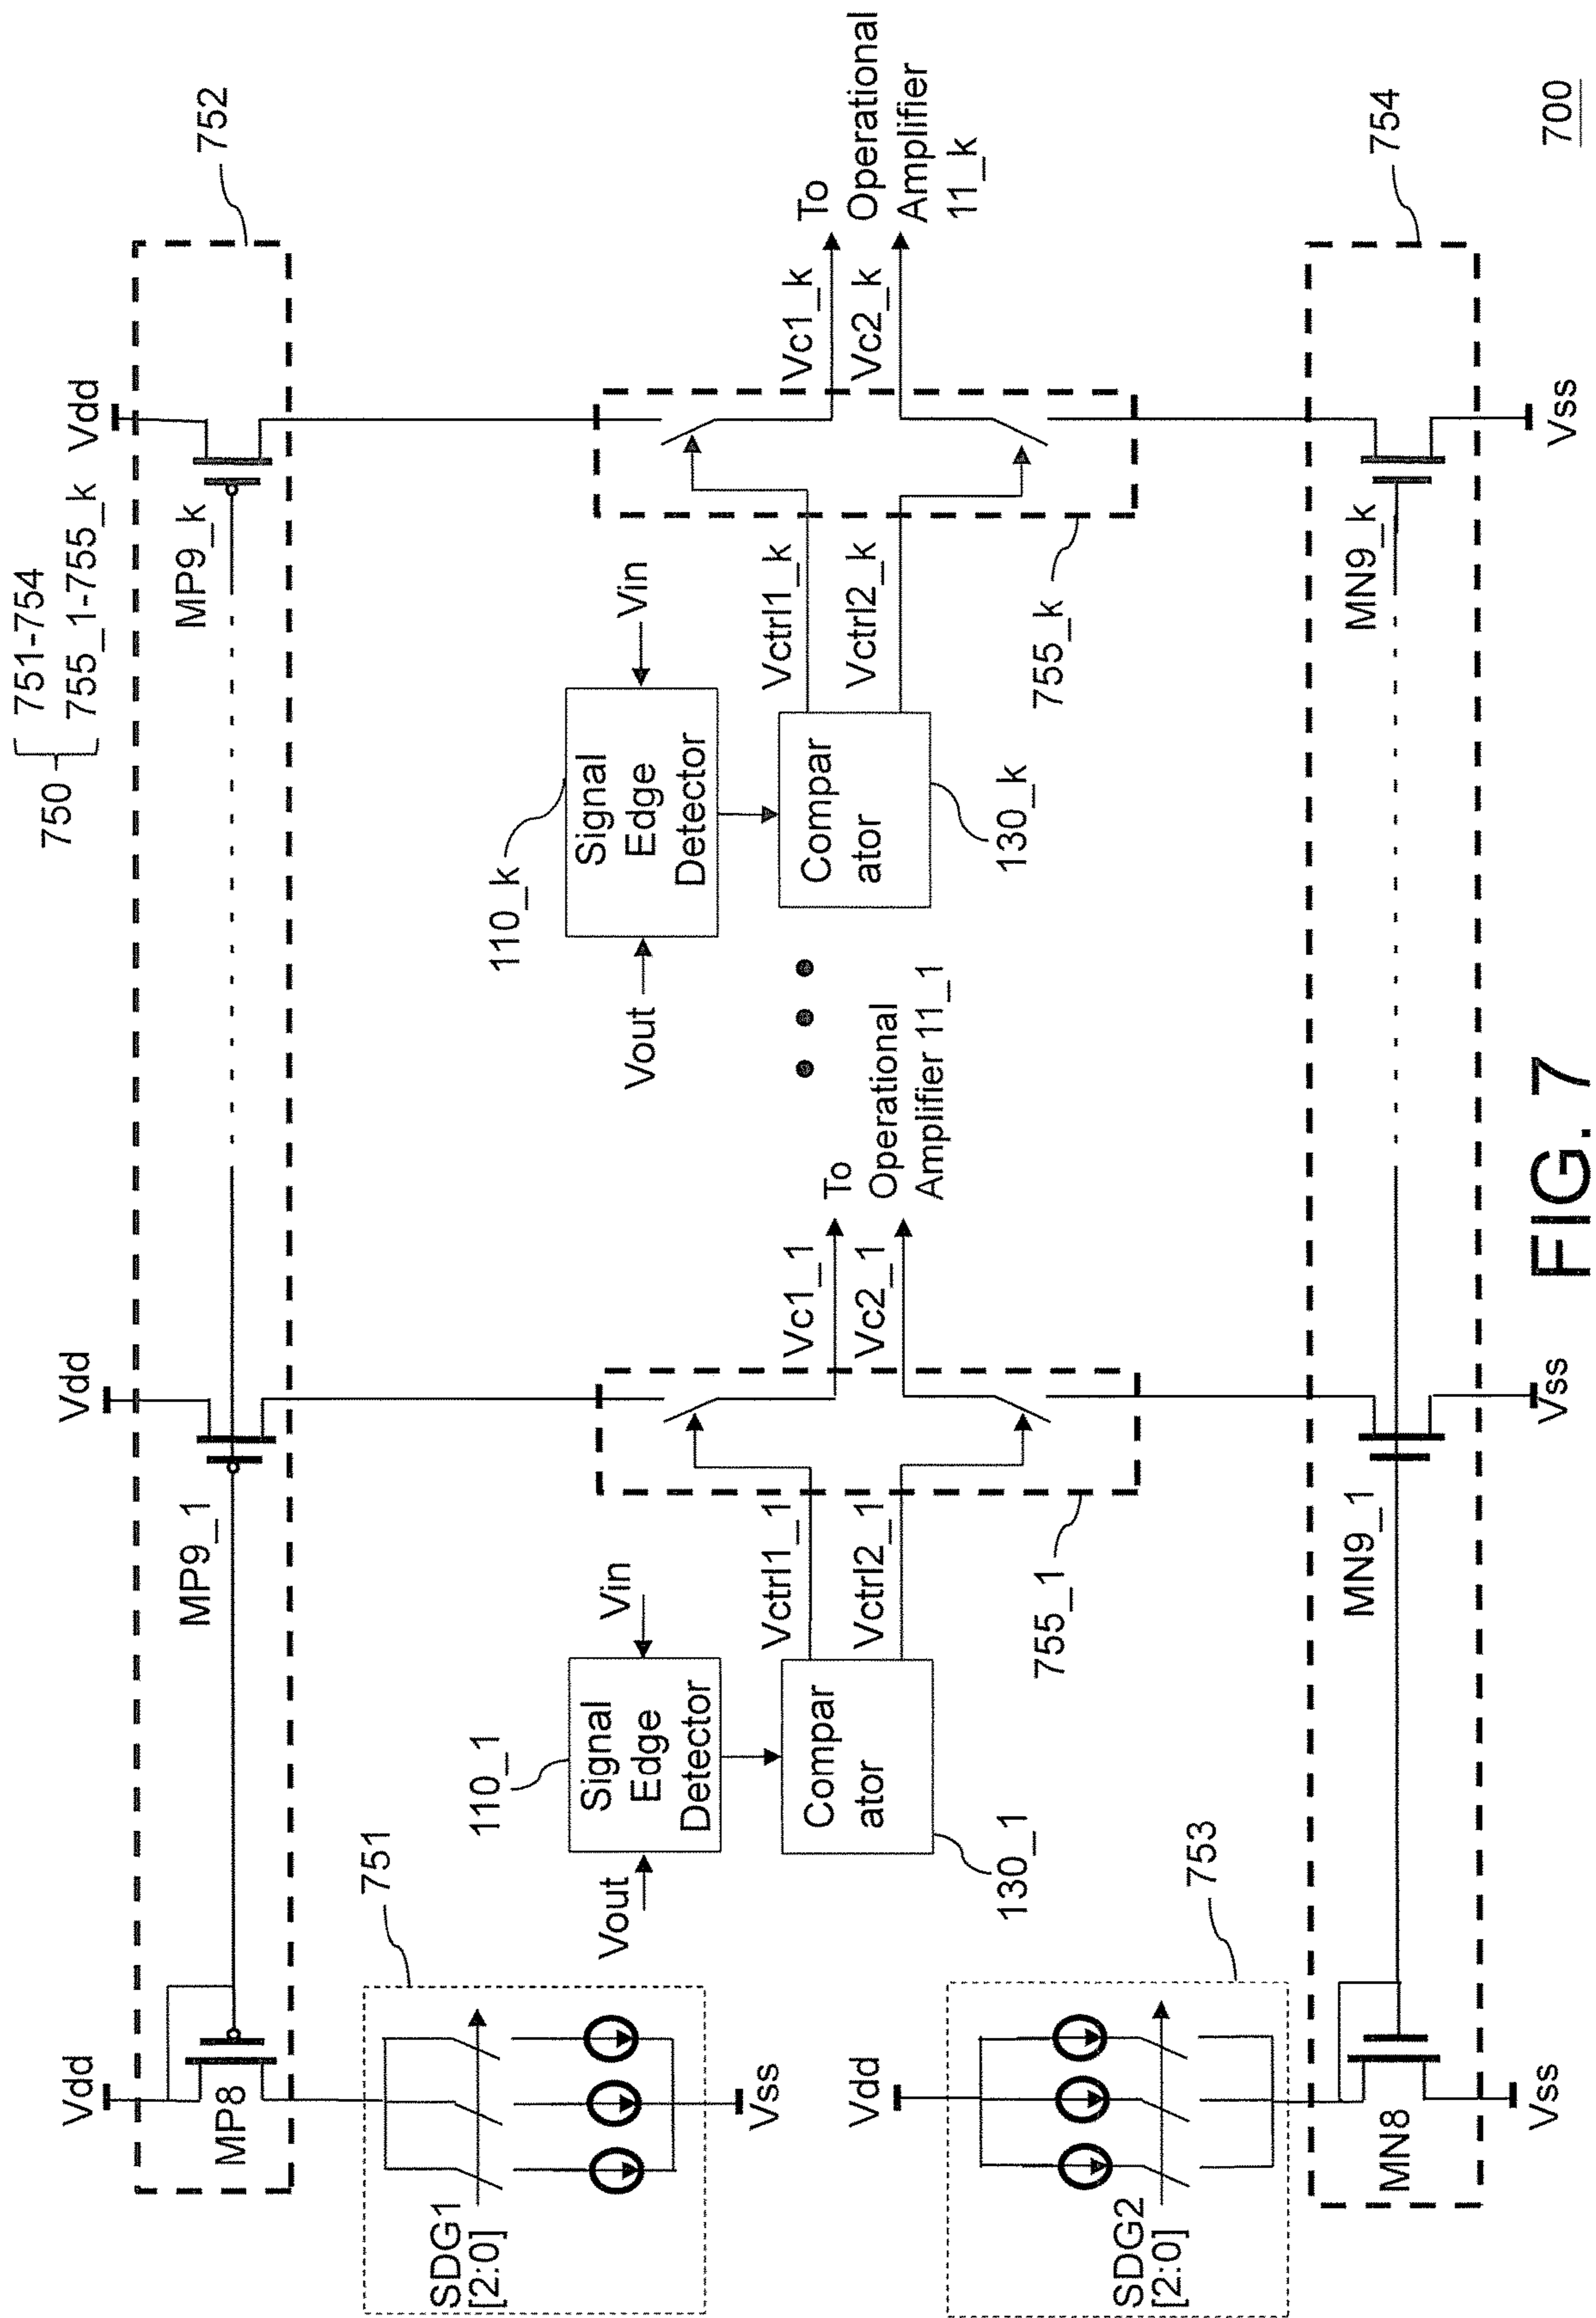 750
751-754
755_1-755_k
Vdd
Vdd
Vdd
752
MP8
MP9_1
MP9_k
751
SDG1
[2:0]
Vss
110_1
Vout
Signal
Edge
Detector
Vin
110_k
Vout
Signal
Edge
Detector
Vin
Compar
ator
130_1
Vctrl1_1
Vctrl2_1
755_1
Vc1_1
Vc2_1
To
Operational
Amplifier 11_1
Compar
ator
130_k
Vctrl1_k
Vctrl2_k
755_k
Vc1_k
Vc2_k
To
Operational
Amplifier
11_k
Vdd
753
SDG2
[2:0]
MN8
MN9_1
MN9_k
754
Vss
Vss
Vss
FIG. 7
700